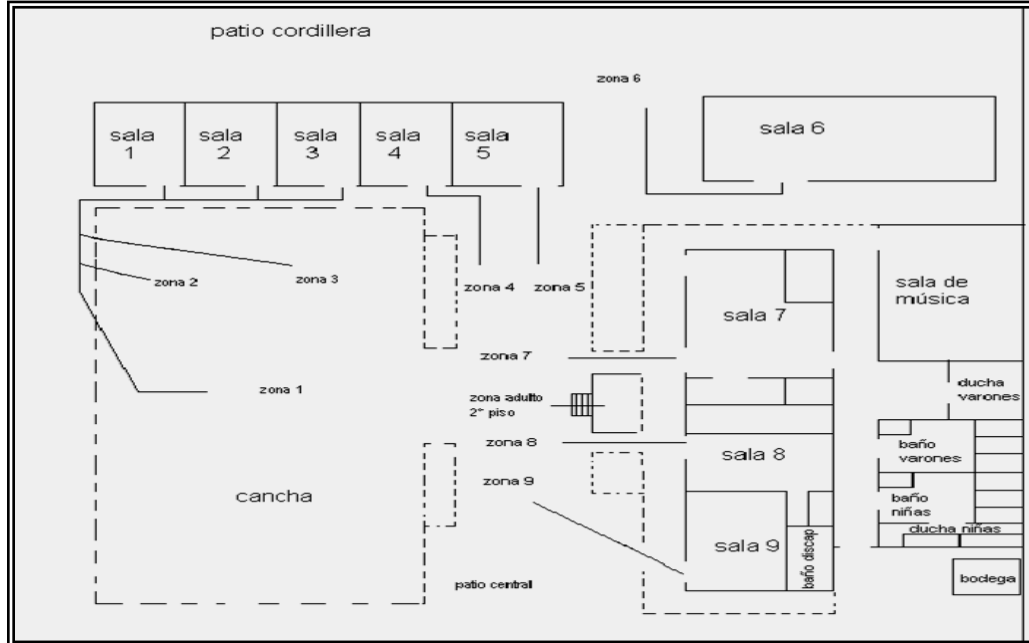 patio cordillera
zona 6
sala
1
sala
2
sala
3
sala
4
sala
5
sala 6
zona 2
zona 3
zona 4
zona 5
sala 7
sala de
música
zona 7
zona 1
zona adulto
2° piso
ducha
varones
zona 8
sala 8
baño
varones
zona 9
cancha
baño
niñas
ducha niñas
sala 9
baño discap
patio central
bodega